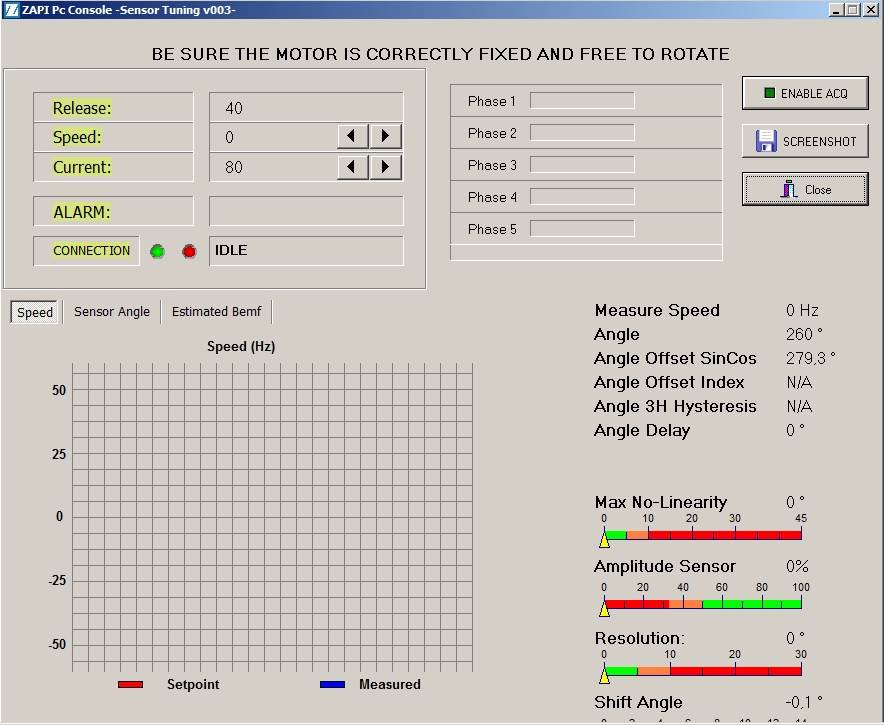 ZAPI Pc Console -Sensor Tuning v003-
BE SURE THE MOTOR IS CORRECTLY FIXED AND FREE TO ROTATE
Release: 40
Speed: 0
Current: 80
ALARM:
CONNECTION IDLE
Phase 1
Phase 2
Phase 3
Phase 4
Phase 5
ENABLE ACQ
SCREENSHOT
Close
Speed Sensor Angle Estimated Bemf
Speed (Hz)
50
25
0
-25
-50
Setpoint Measured
Measure Speed 0 Hz
Angle 260 °
Angle Offset SinCos 279,3 °
Angle Offset Index N/A
Angle 3H Hysteresis N/A
Angle Delay 0 °
Max No-Linearity 0 °
0 10 20 30 45
Amplitude Sensor 0%
0 20 40 60 80 100
Resolution: 0 °
0 10 20 30
Shift Angle -0,1 °